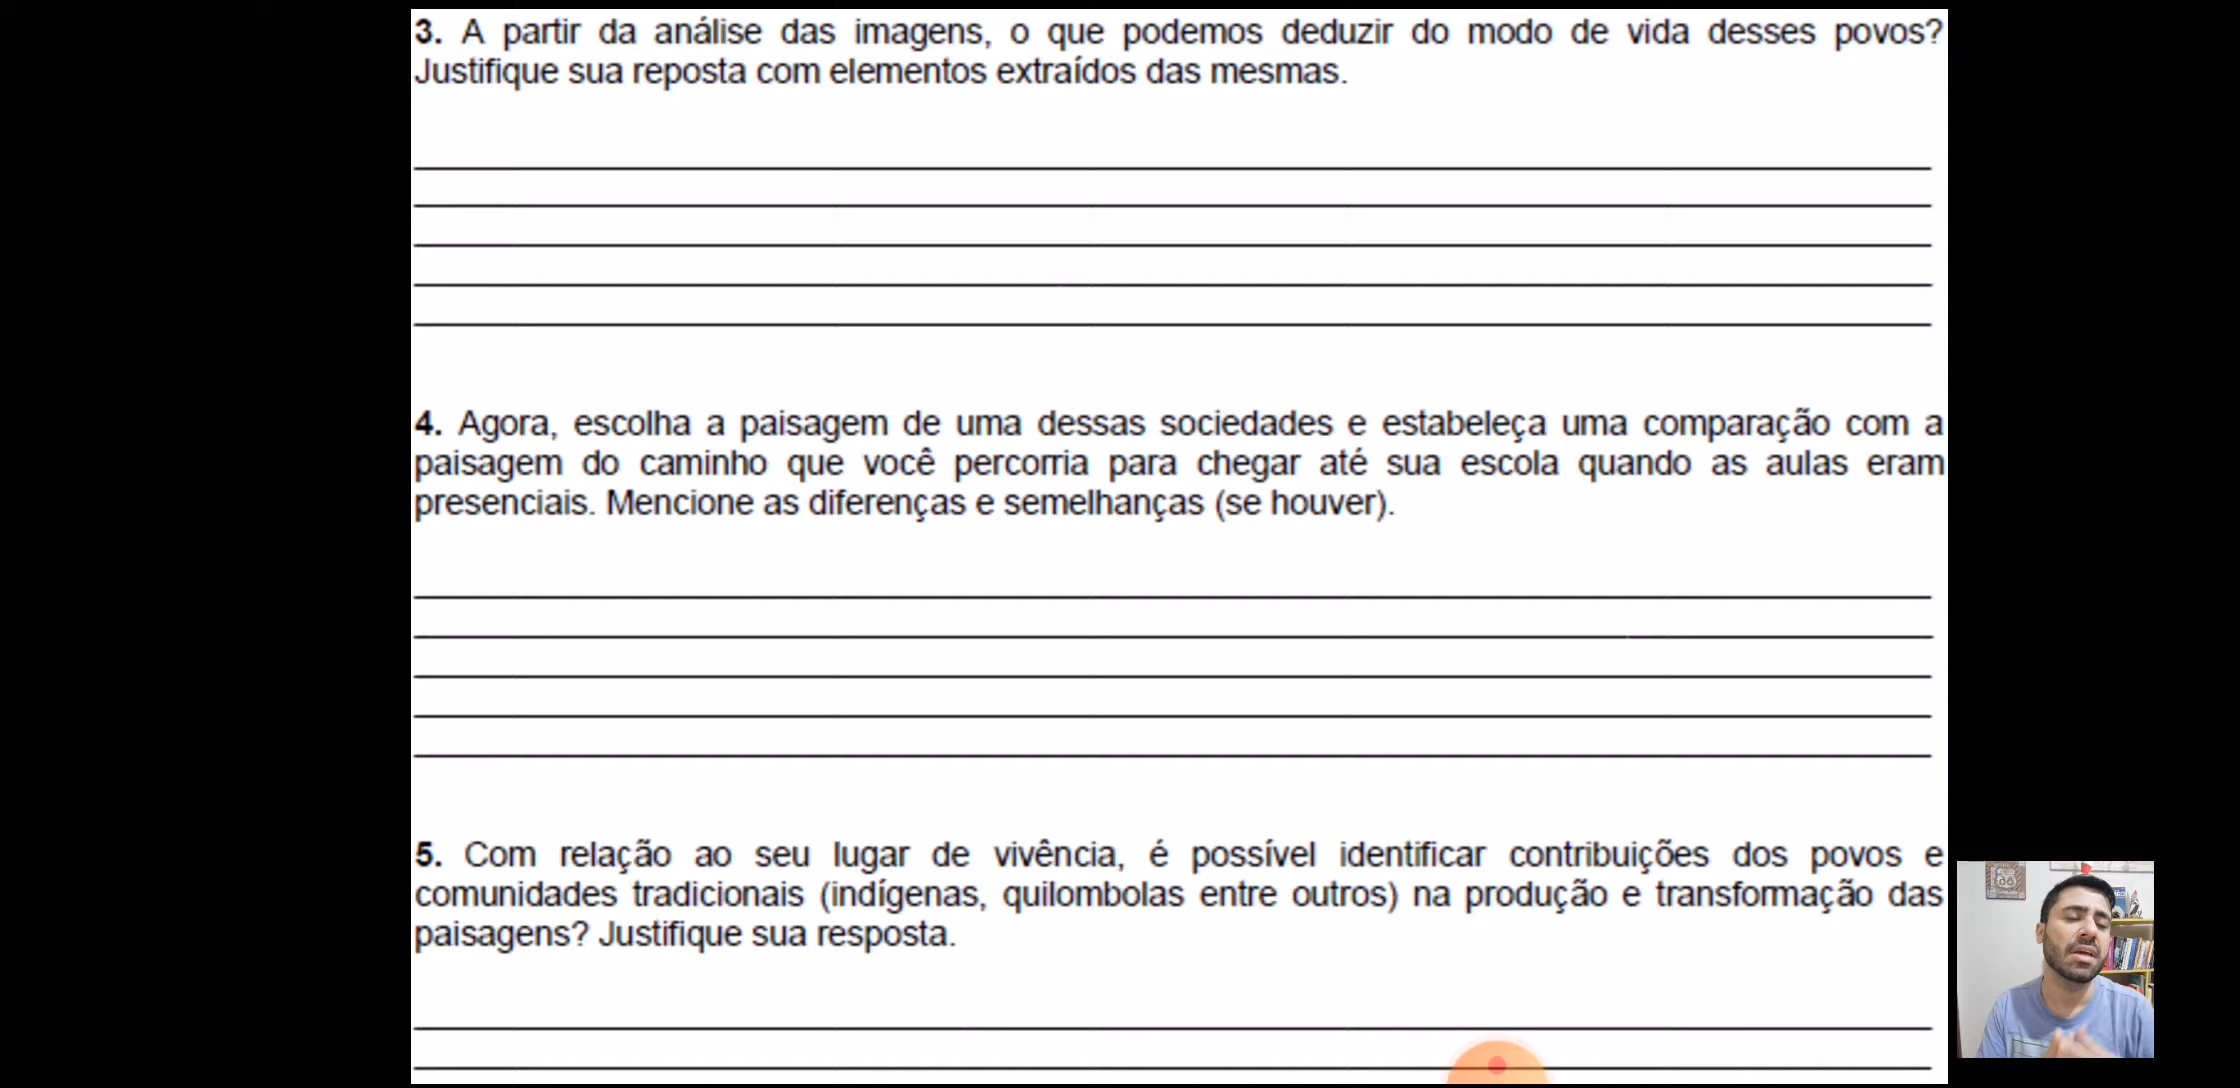 3. A partir da análise das imagens, o que podemos deduzir do modo de vida desses povos?
Justifique sua reposta com elementos extraídos das mesmas.
4. Agora, escolha a paisagem de uma dessas sociedades e estabeleça uma comparação com a
paisagem do caminho que você percorria para chegar até sua escola quando as aulas eram
presenciais. Mencione as diferenças e semelhanças (se houver).
5. Com relação ao seu lugar de vivência, é possível identificar contribuições dos povos e
comunidades tradicionais (indígenas, quilombolas entre outros) na produção e transformação das
paisagens? Justifique sua resposta.